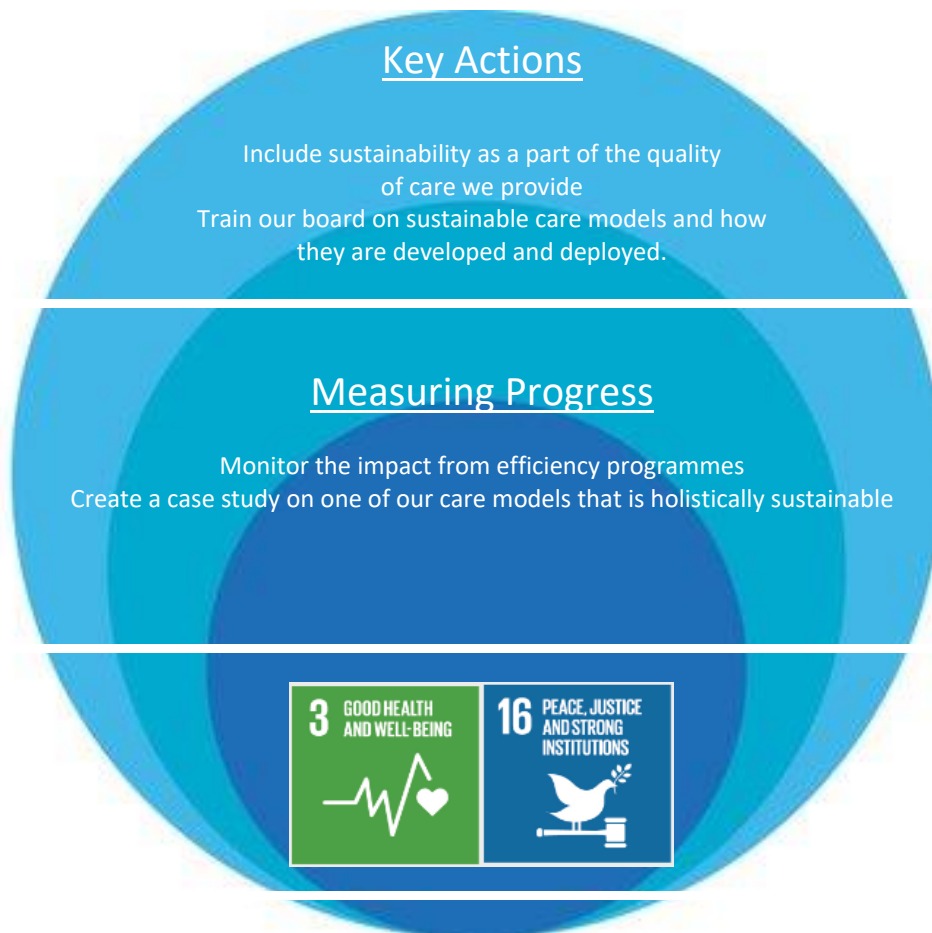 Key Actions
Include sustainability as a part of the quality
of care we provide
Train our board on sustainable care models and how
they are developed and deployed.
Measuring Progress
Monitor the impact from efficiency programmes
Create a case study on one of our care models that is holistically sustainable
3 GOOD HEALTH
AND WELL-BEING
16 PEACE, JUSTICE
AND STRONG
INSTITUTIONS